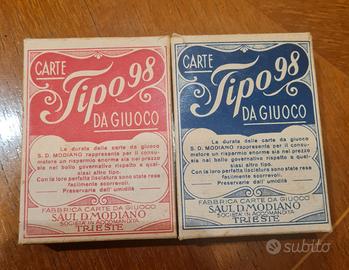 CARTE
Tipo 98
DA GIUOCO
La durata delle carte da giuoco
S. D. MODIANO rappresenta per il consu-
matore un risparmio enorme sia nel prezzo
sia nel bollo governativo rispetto a qual-
siasi altro tipo.
Con la loro perfetta lisciatura sono state rese
facilmente scorrevoli.
Preservarle dall' umidità
FABBRICA CARTE DA GIUOCO
SAUL D. MODIANO
SOCIETÀ IN ACCOMANDITA
TRIESTE
CARTE
Tipo 98
DA GIUOCO
La durata delle carte da giuoco
S. D. MODIANO rappresenta per il consu-
matore un risparmio enorme sia nel prezzo
sia nel bollo governativo rispetto a qual-
siasi altro tipo.
Con la loro perfetta lisciatura sono state rese
facilmente scorrevoli.
Preservarle dall' umidità
FABBRICA CARTE DA GIUOCO
SAUL D. MODIANO
SOCIETÀ IN ACCOMANDITA
TRIESTE
subito